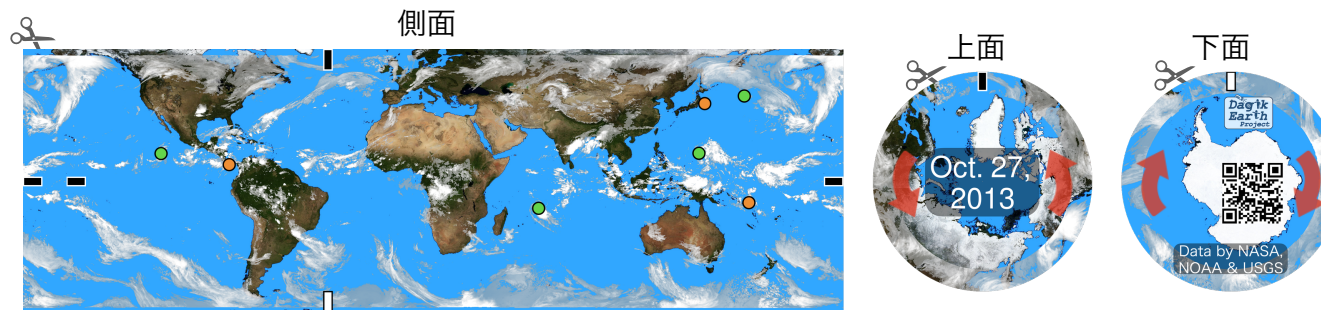 側面
上面
下面
Oct. 27,
2013
Dagik
Earth
Project
Data by NASA,
NOAA & USGS